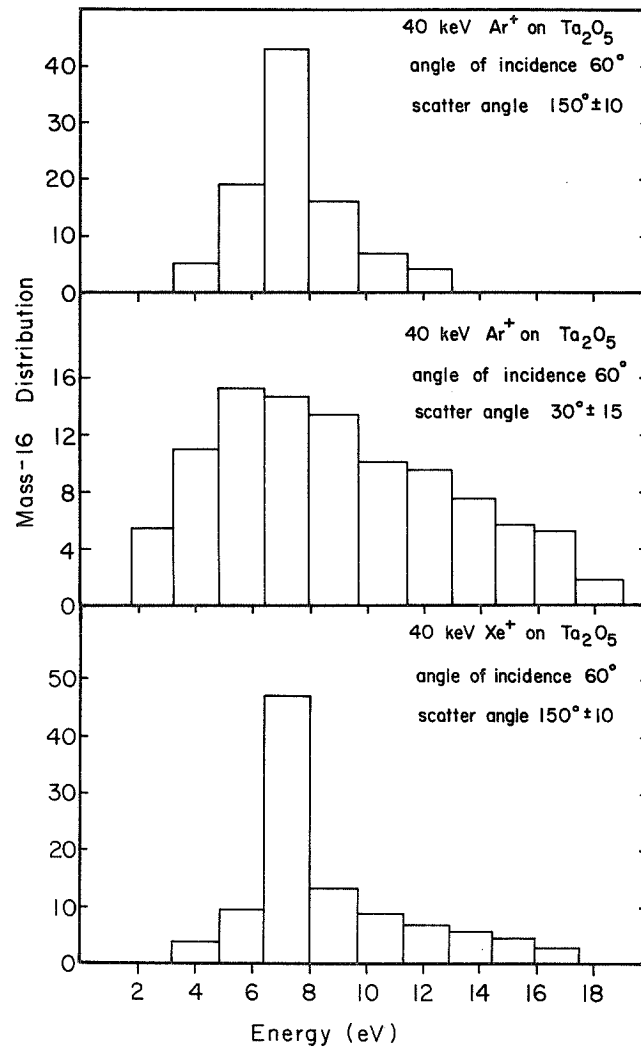 40 keV Ar⁺ on Ta₂O₅
angle of incidence 60°
scatter angle 150°±10
40
30
20
10
0
40 keV Ar⁺ on Ta₂O₅
angle of incidence 60°
scatter angle 30°±15
16
12
8
4
0
Mass-16 Distribution
40 keV Xe⁺ on Ta₂O₅
angle of incidence 60°
scatter angle 150°±10
50
40
30
20
10
0
2 4 6 8 10 12 14 16 18
Energy (eV)